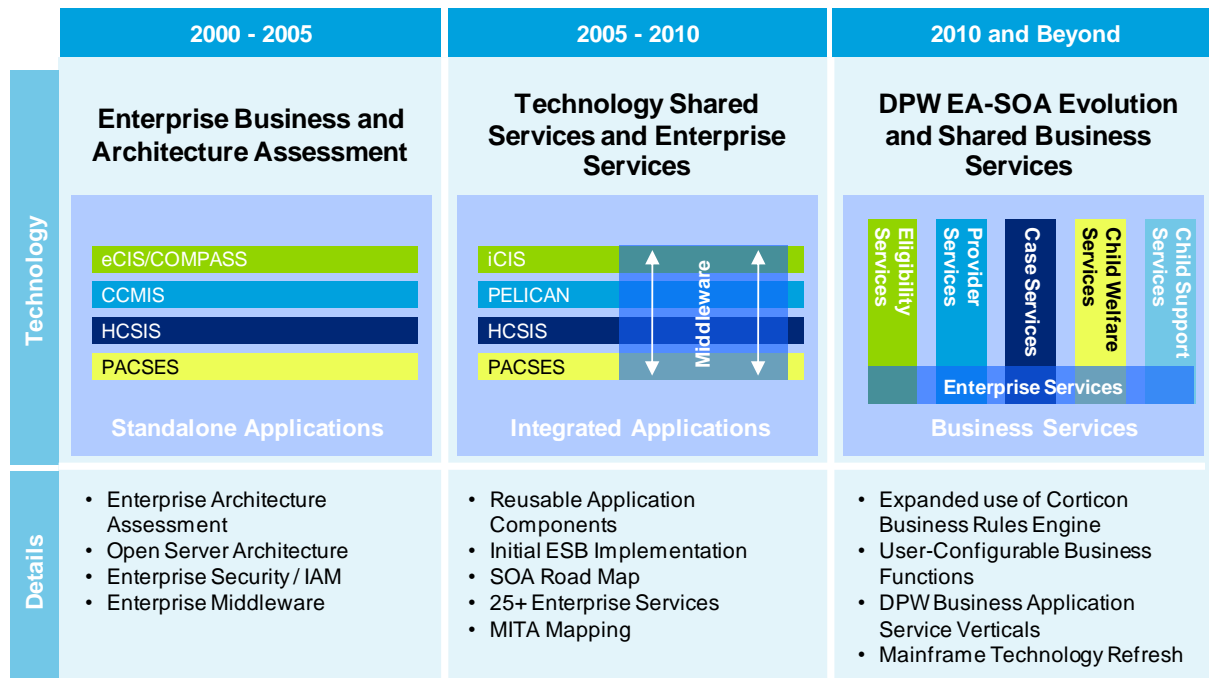 2000 - 2005
2005 - 2010
2010 and Beyond
Technology
Enterprise Business and
Architecture Assessment
eCIS/COMPASS
CCMIS
HCSIS
PACSES
Standalone Applications
Technology Shared
Services and Enterprise
Services
iCIS
PELICAN
HCSIS
PACSES
Middleware
Integrated Applications
DPW EA-SOA Evolution
and Shared Business
Services
Eligibility
Services
Provider
Services
Case Services
Child Welfare
Services
Child Support
Services
Enterprise Services
Business Services
Details
• Enterprise Architecture
Assessment
• Open Server Architecture
• Enterprise Security / IAM
• Enterprise Middleware
• Reusable Application
Components
• Initial ESB Implementation
• SOA Road Map
• 25+ Enterprise Services
• MITA Mapping
• Expanded use of Corticon
Business Rules Engine
• User-Configurable Business
Functions
• DPW Business Application
Service Verticals
• Mainframe Technology Refresh